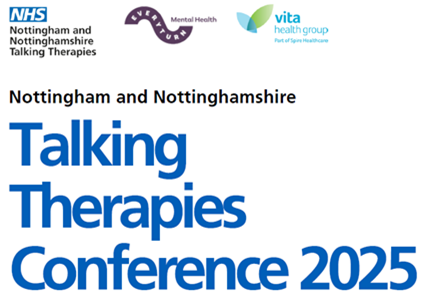 NHS
Nottingham and
Nottinghamshire
Talking Therapies
EVERYTURN
Mental Health
vita
health group
Part of Spire Healthcare
Nottingham and Nottinghamshire
Talking
Therapies
Conference 2025